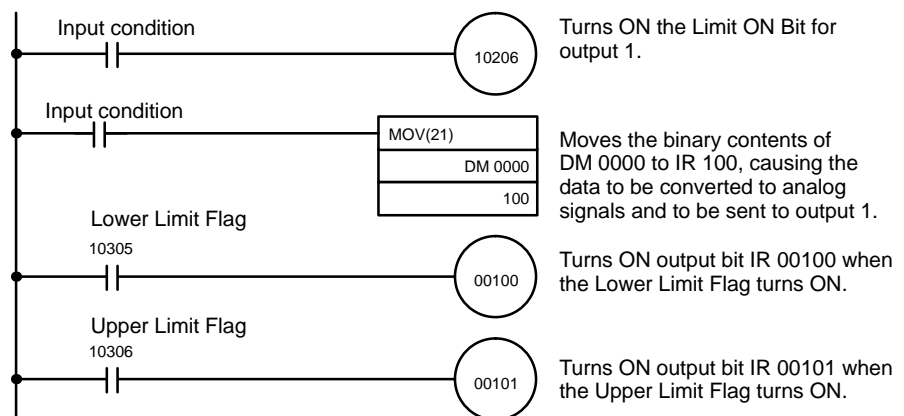 Input condition
10206
Turns ON the Limit ON Bit for
output 1.
Input condition
MOV(21)
DM 0000
100
Moves the binary contents of
DM 0000 to IR 100, causing the
data to be converted to analog
signals and to be sent to output 1.
Lower Limit Flag
10305
00100
Turns ON output bit IR 00100 when
the Lower Limit Flag turns ON.
Upper Limit Flag
10306
00101
Turns ON output bit IR 00101 when
the Upper Limit Flag turns ON.